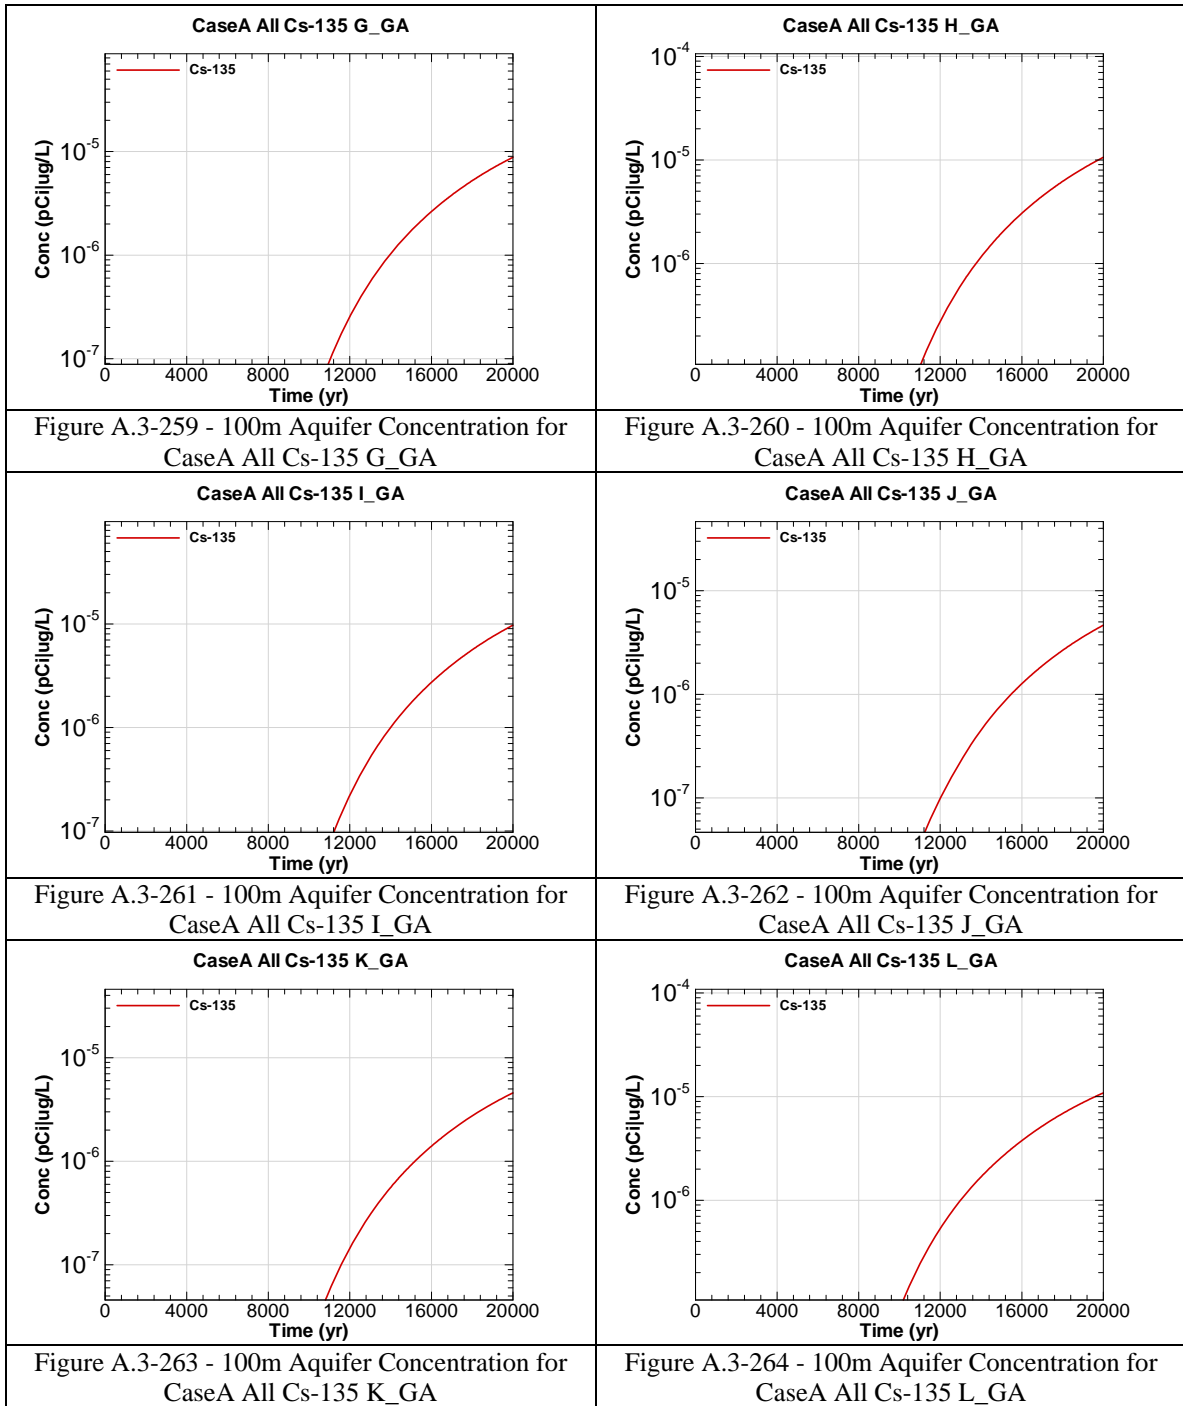 CaseA All Cs-135 G_GA
Cs-135
Conc (pCi|ug/L)
10-5
10-6
10-7
0 4000 8000 12000 16000 20000
Time (yr)
Figure A.3-259 - 100m Aquifer Concentration for
CaseA All Cs-135 G_GA
CaseA All Cs-135 H_GA
Cs-135
Conc (pCi|ug/L)
10-4
10-5
10-6
0 4000 8000 12000 16000 20000
Time (yr)
Figure A.3-260 - 100m Aquifer Concentration for
CaseA All Cs-135 H_GA
CaseA All Cs-135 I_GA
Cs-135
Conc (pCi|ug/L)
10-5
10-6
10-7
0 4000 8000 12000 16000 20000
Time (yr)
Figure A.3-261 - 100m Aquifer Concentration for
CaseA All Cs-135 I_GA
CaseA All Cs-135 J_GA
Cs-135
Conc (pCi|ug/L)
10-5
10-6
10-7
0 4000 8000 12000 16000 20000
Time (yr)
Figure A.3-262 - 100m Aquifer Concentration for
CaseA All Cs-135 J_GA
CaseA All Cs-135 K_GA
Cs-135
Conc (pCi|ug/L)
10-5
10-6
10-7
0 4000 8000 12000 16000 20000
Time (yr)
Figure A.3-263 - 100m Aquifer Concentration for
CaseA All Cs-135 K_GA
CaseA All Cs-135 L_GA
Cs-135
Conc (pCi|ug/L)
10-4
10-5
10-6
0 4000 8000 12000 16000 20000
Time (yr)
Figure A.3-264 - 100m Aquifer Concentration for
CaseA All Cs-135 L_GA